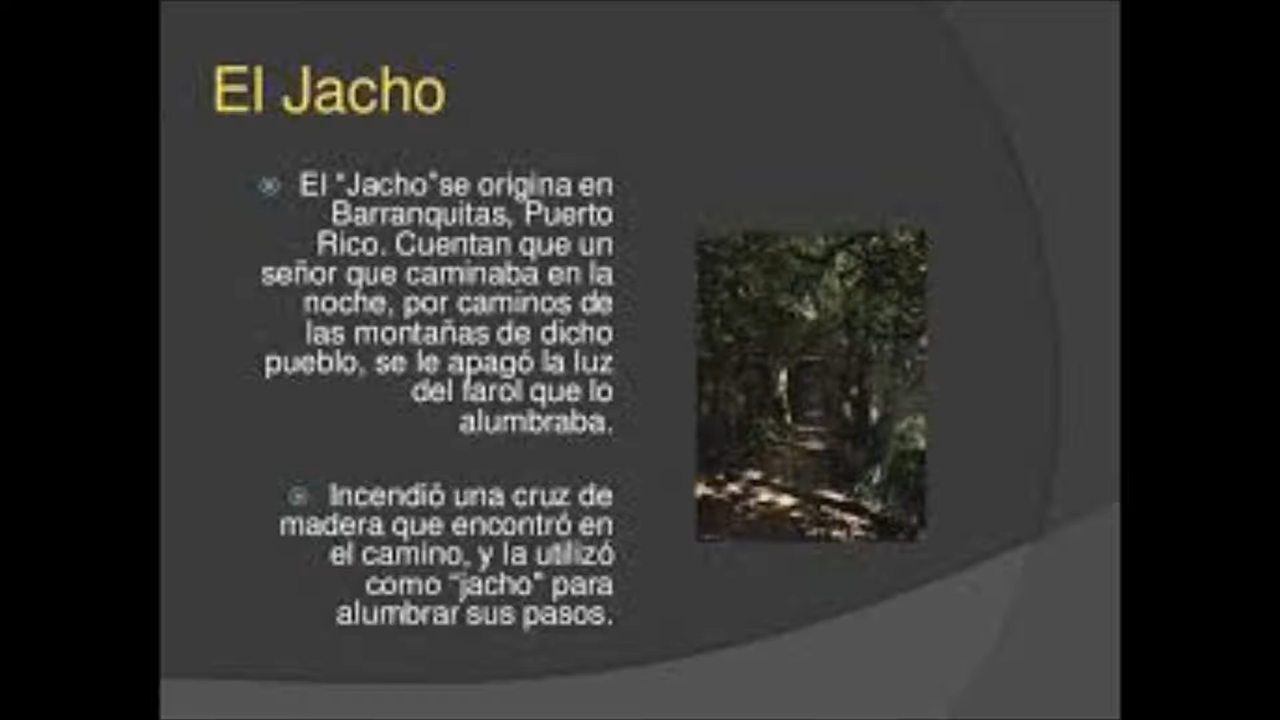 El Jacho
El "Jacho"se origina en
Barranquitas, Puerto
Rico. Cuentan que un
señor que caminaba en la
noche, por caminos de
las montañas de dicho
pueblo, se le apagó la luz
del farol que lo
alumbraba.
Incendió una cruz de
madera que encontró en
el camino, y la utilizó
como "jacho" para
alumbrar sus pasos.